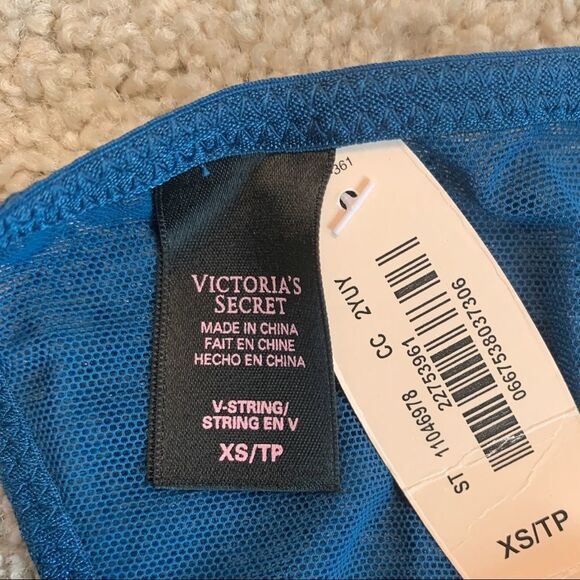 VICTORIA'S
SECRET
MADE IN CHINA
FAIT EN CHINE
HECHO EN CHINA
V-STRING/
STRING EN V
XS/TP
361
ST 11046978 CC 2YUY
22753961
0667538037306
XS/TP